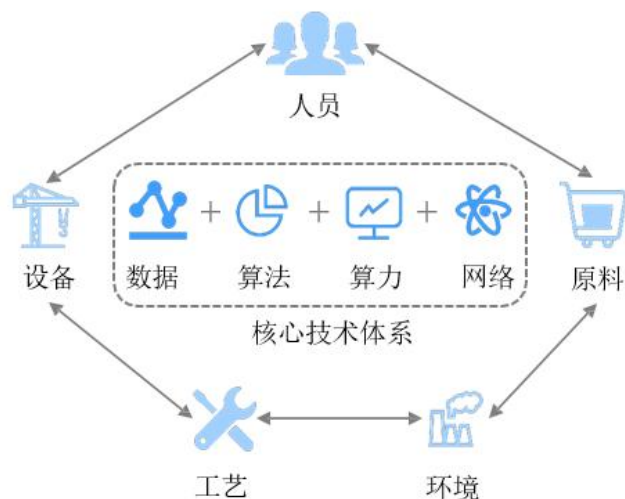 人员
设备
数据 + 算法 + 算力 + 网络
原料
核心技术体系
工艺
环境